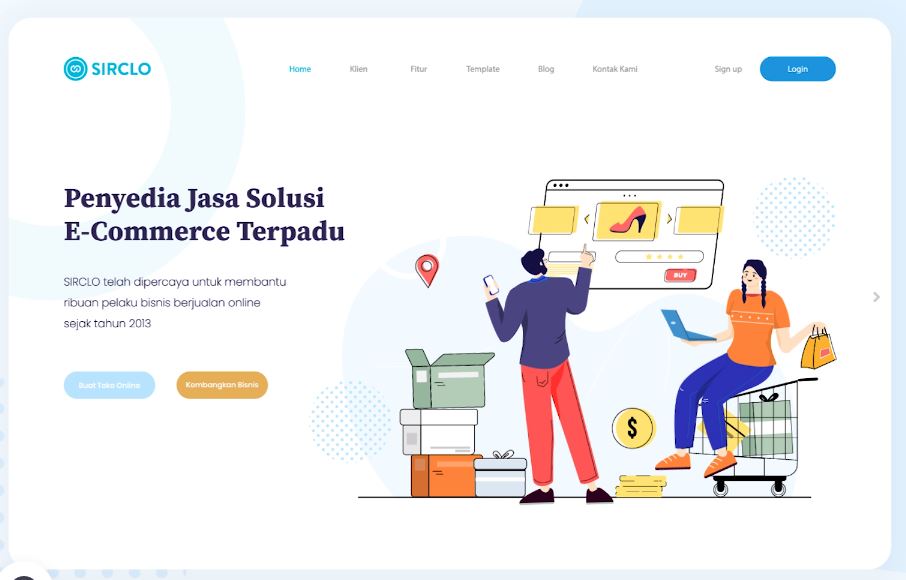 SIRCLO
Home Klien Fitur Template Blog Kontak Kami Sign up Login
Penyedia Jasa Solusi
E-Commerce Terpadu
SIRCLO telah dipercaya untuk membantu
ribuan pelaku bisnis berjualan online
sejak tahun 2013
Buat Toko Online Kembangkan Bisnis
BUY
$